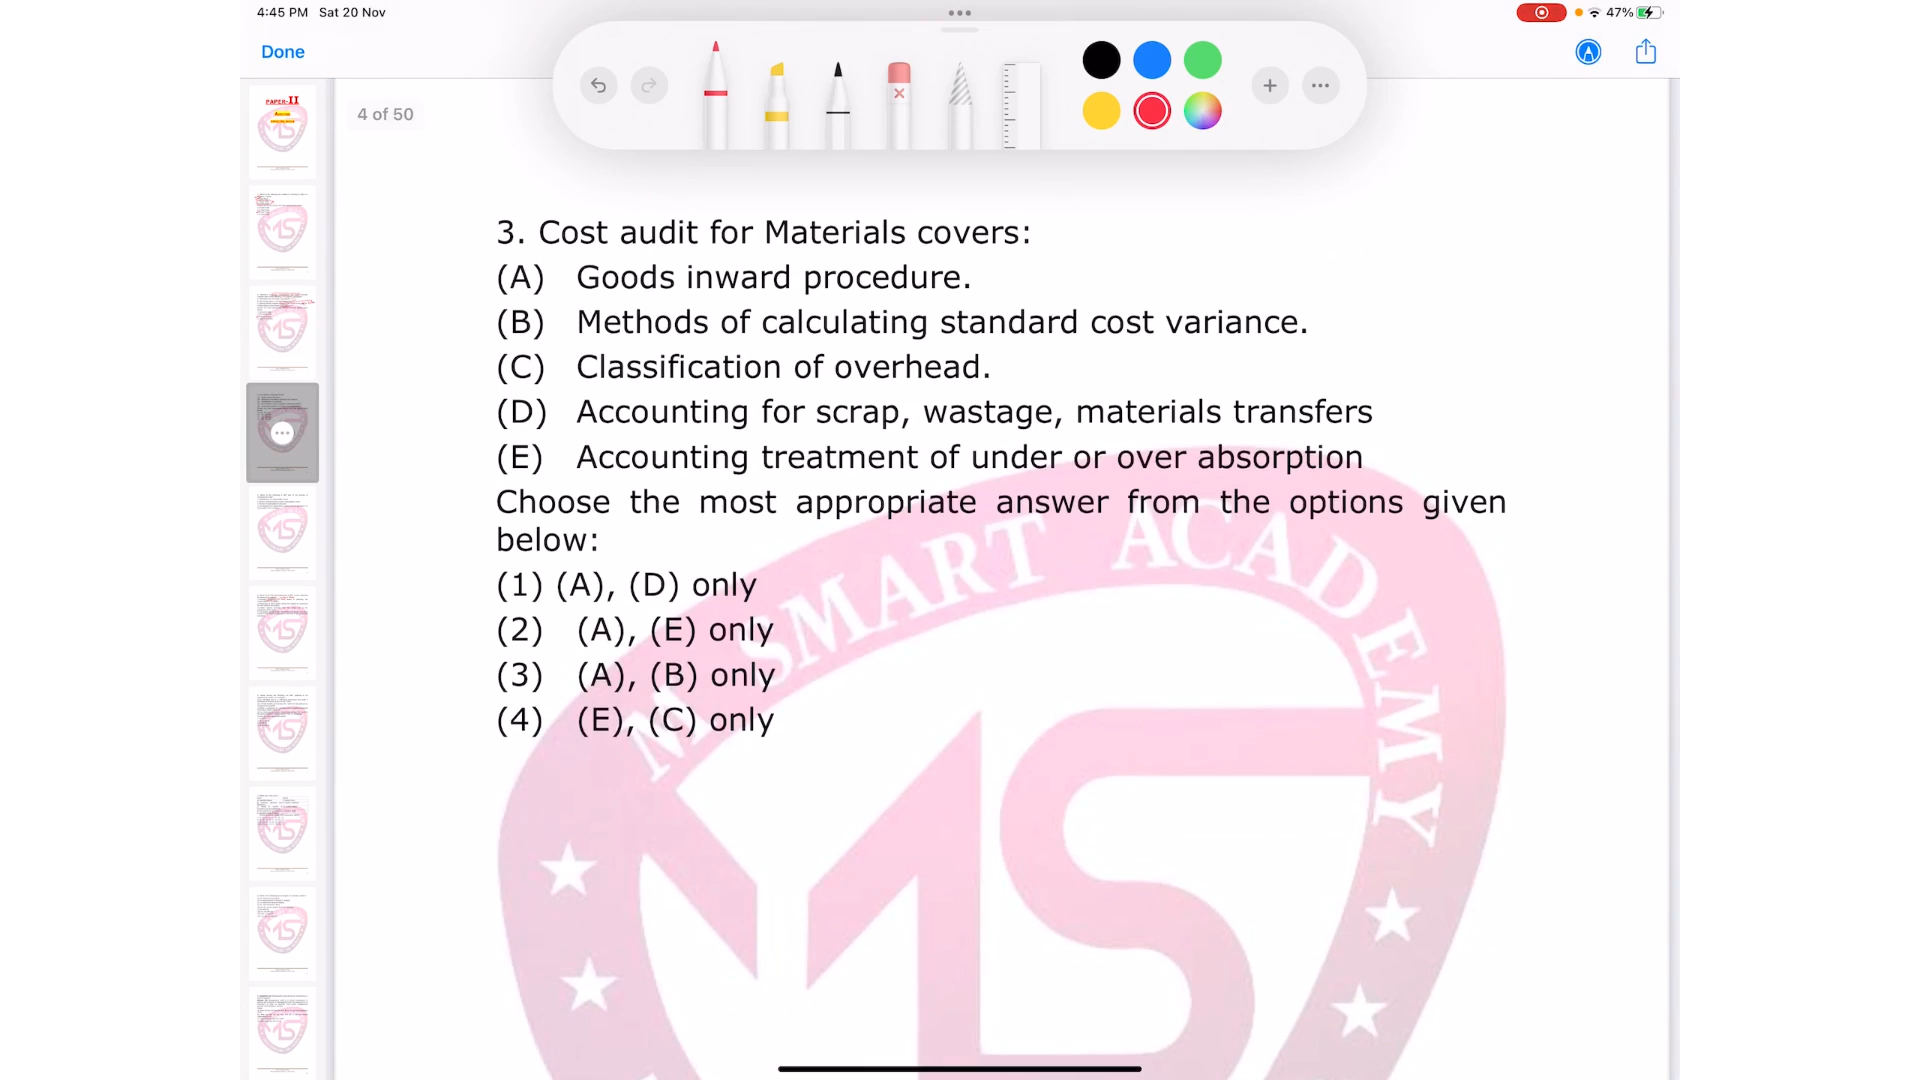 4:45 PM Sat 20 Nov
47%
Done
PAPER-II
4 of 50
3. Cost audit for Materials covers:
(A) Goods inward procedure.
(B) Methods of calculating standard cost variance.
(C) Classification of overhead.
(D) Accounting for scrap, wastage, materials transfers
(E) Accounting treatment of under or over absorption
Choose the most appropriate answer from the options given
below:
(1) (A), (D) only
(2) (A), (E) only
(3) (A), (B) only
(4) (E), (C) only
M SMART ACADEMY
MS